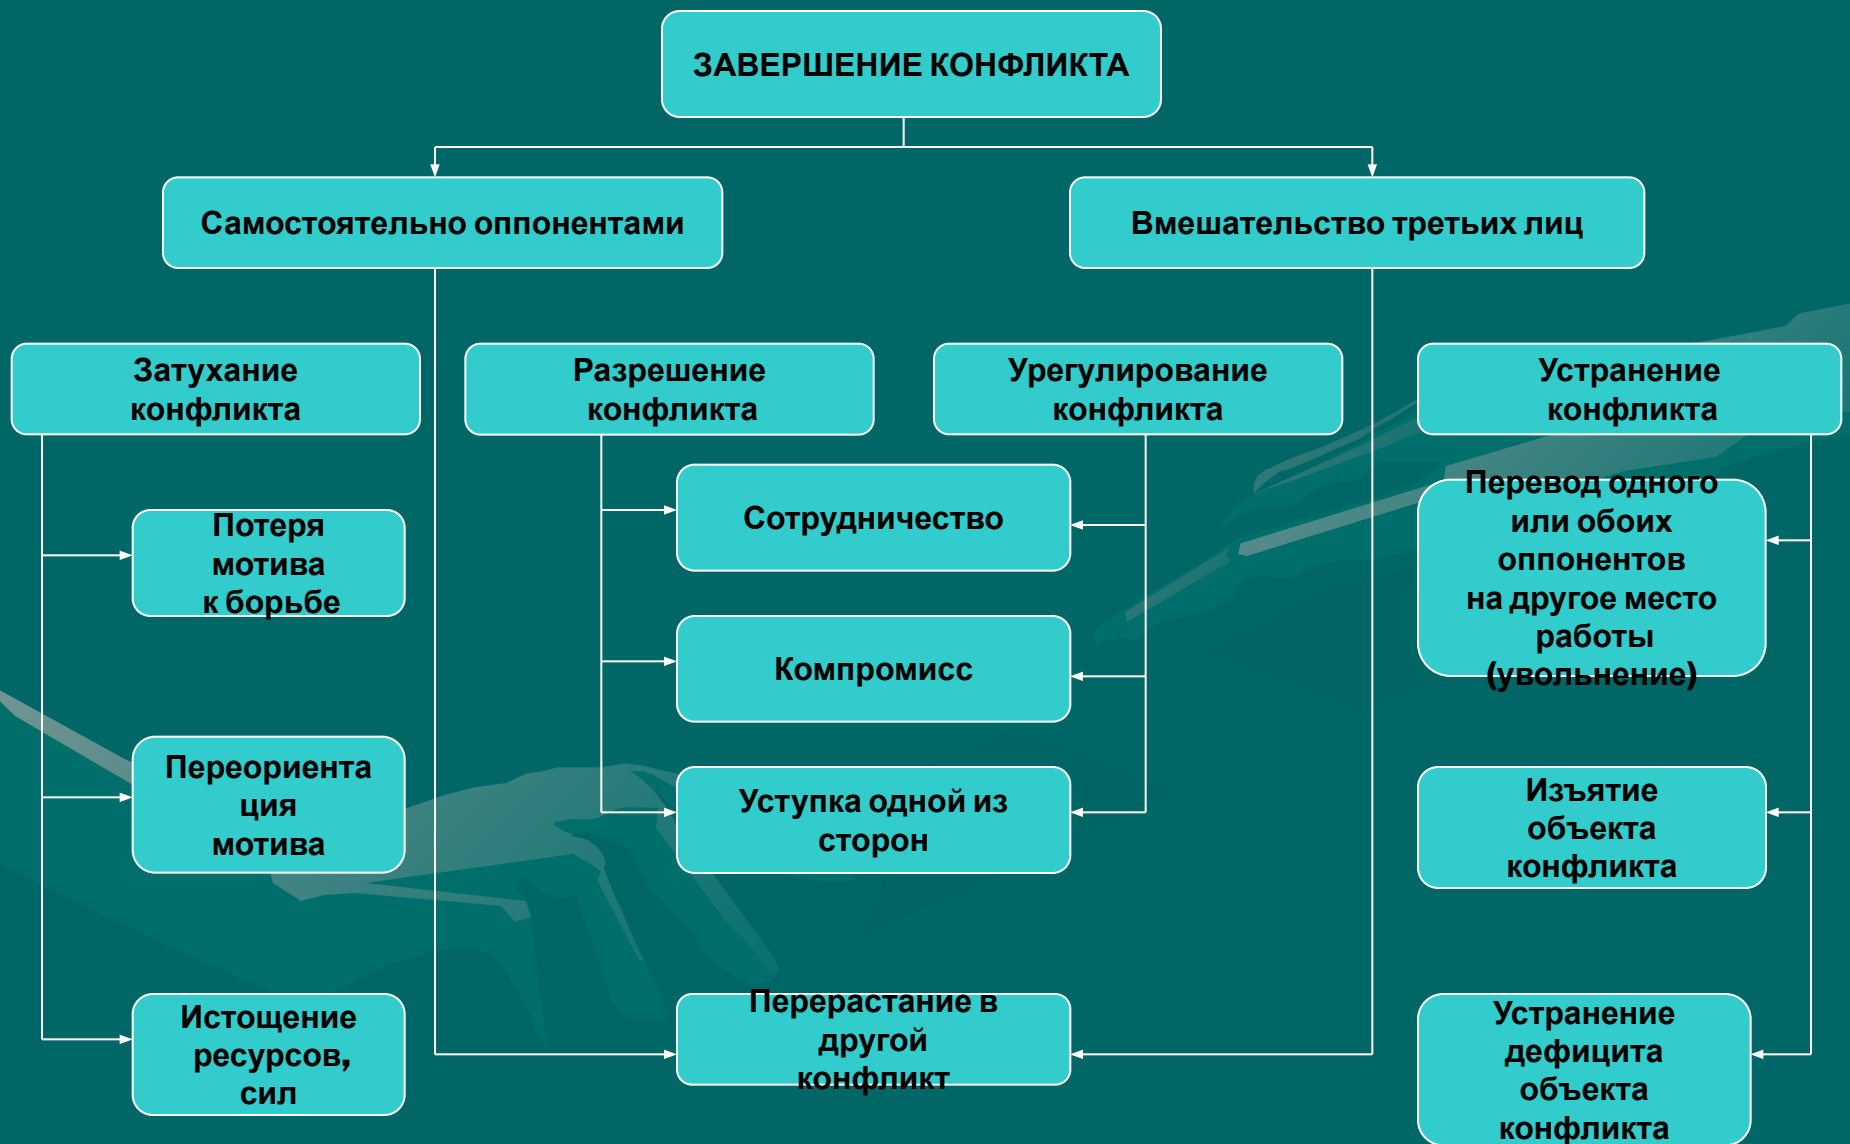 ЗАВЕРШЕНИЕ КОНФЛИКТА
Самостоятельно оппонентами
Вмешательство третьих лиц
Затухание
конфликта
Разрешение
конфликта
Урегулирование
конфликта
Устранение
конфликта
Потеря
мотива
к борьбе
Переориента
ция
мотива
Истощение
ресурсов,
сил
Сотрудничество
Компромисс
Уступка одной из
сторон
Перерастание в
другой
конфликт
Перевод одного
или обоих
оппонентов
на другое место
работы
(увольнение)
Изъятие
объекта
конфликта
Устранение
дефицита
объекта
конфликта